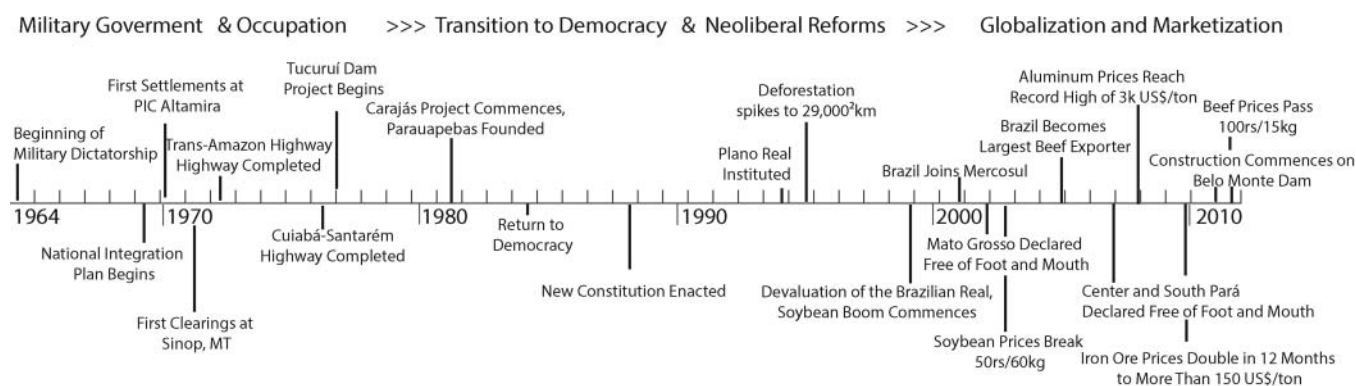 Military Goverment & Occupation >>> Transition to Democracy & Neoliberal Reforms >>> Globalization and Marketization
Beginning of
Military Dictatorship
First Settlements at
PIC Altamira
Trans-Amazon Highway
Highway Completed
Tucuruí Dam
Project Begins
Carajás Project Commences,
Parauapebas Founded
Plano Real
Instituted
Deforestation
spikes to 29,000²km
Brazil Joins Mercosul
Brazil Becomes
Largest Beef Exporter
Aluminum Prices Reach
Record High of 3k US$/ton
Beef Prices Pass
100rs/15kg
Construction Commences on
Belo Monte Dam
1964 1970 1980 1990 2000 2010
National Integration
Plan Begins
First Clearings at
Sinop, MT
Cuiabá-Santarém
Highway Completed
Return to
Democracy
New Constitution Enacted
Devaluation of the Brazilian Real,
Soybean Boom Commences
Mato Grosso Declared
Free of Foot and Mouth
Soybean Prices Break
50rs/60kg
Center and South Pará
Declared Free of Foot and Mouth
Iron Ore Prices Double in 12 Months
to More Than 150 US$/ton